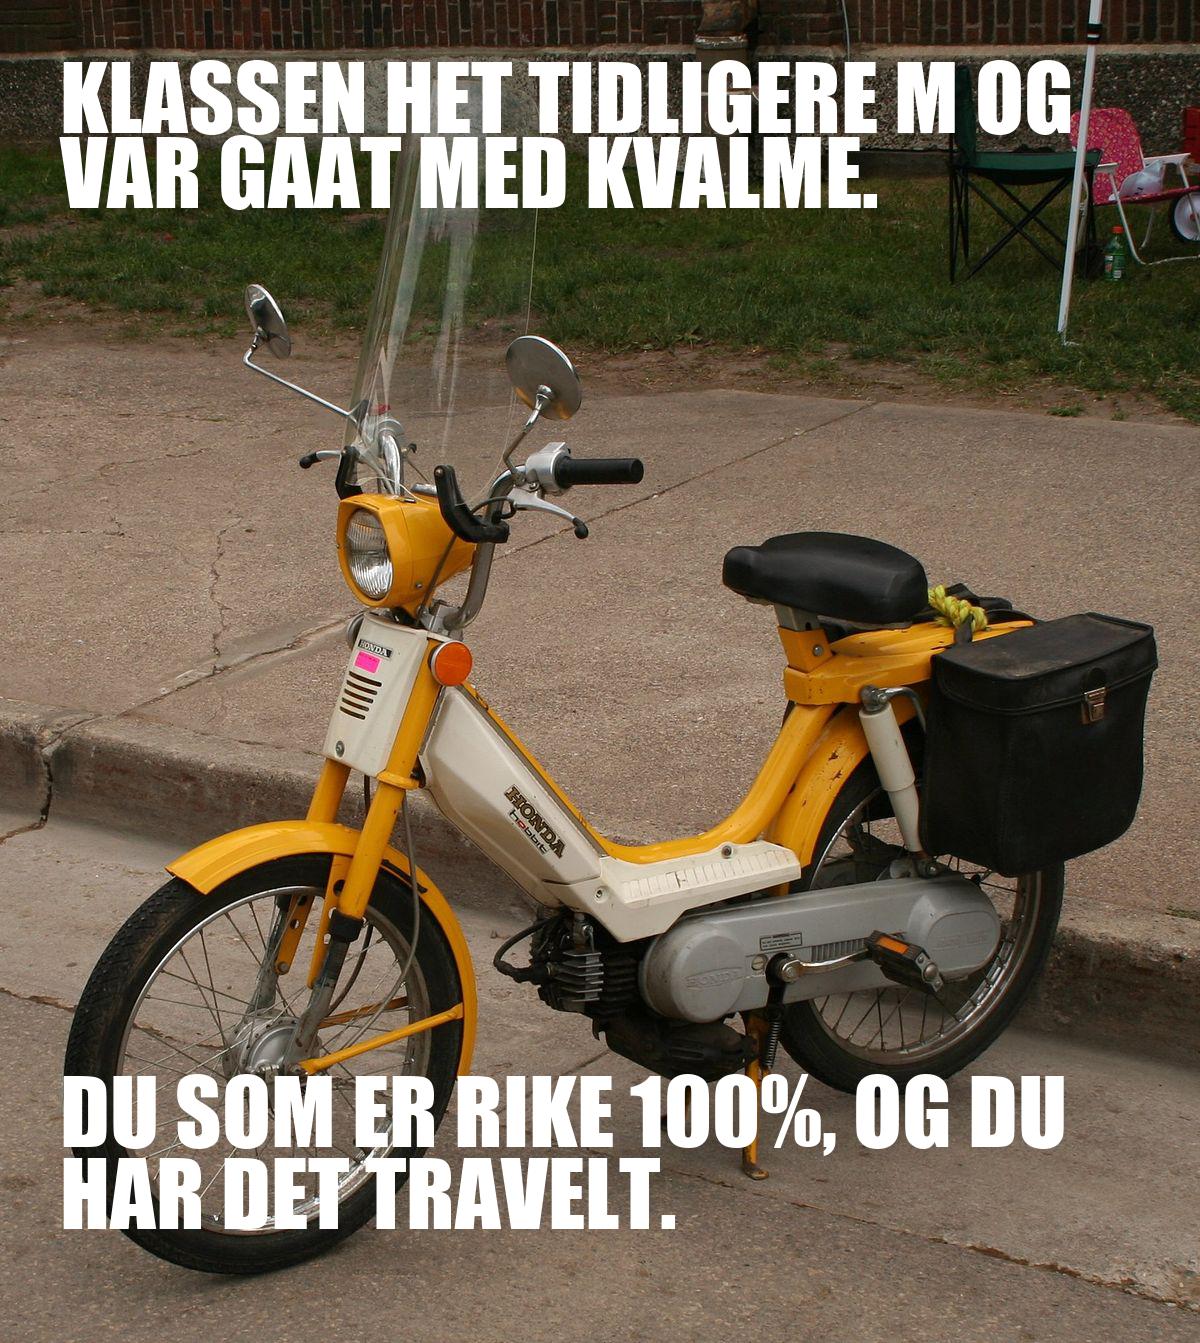 KLASSEN HET TIDLIGERE M OG
VAR GAAT MED KVALME.
HONDA
HONDA
hobbit
HONDA
DU SOM ER RIKE 100%, OG DU
HAR DET TRAVELT.